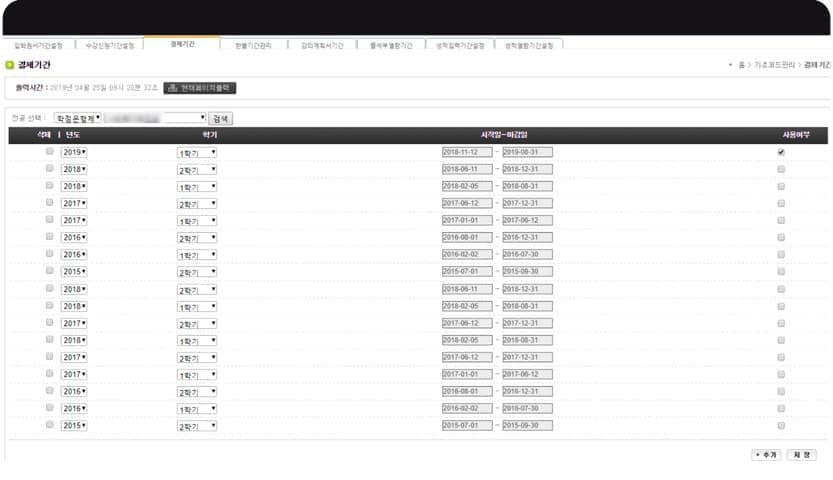 입학원서기간설정 수강신청기간설정 결제기간 환불기간관리 강의계획서기간 출석부열람기간 성적입력기간설정 성적열람기간설정
결제기간
홈 > 기초코드관리 > 결제기간
출력시간 : 2019년 04월 25일 09시 20분 32초 현재페이지출력
전공 선택 : 학점은행제 검색
삭제 | 년도 학기 시작일~마감일 사용여부
2019 1학기 2018-11-12 ~ 2019-08-31
2018 2학기 2018-06-11 ~ 2018-12-31
2018 1학기 2018-02-05 ~ 2018-08-31
2017 2학기 2017-06-12 ~ 2017-12-31
2017 1학기 2017-01-01 ~ 2017-06-12
2016 2학기 2016-08-01 ~ 2016-12-31
2016 1학기 2016-02-02 ~ 2016-07-30
2015 2학기 2015-07-01 ~ 2015-09-30
2018 2학기 2018-06-11 ~ 2018-12-31
2018 1학기 2018-02-05 ~ 2018-08-31
2017 2학기 2017-06-12 ~ 2017-12-31
2018 1학기 2018-02-05 ~ 2018-08-31
2017 2학기 2017-06-12 ~ 2017-12-31
2017 1학기 2017-01-01 ~ 2017-06-12
2016 2학기 2016-08-01 ~ 2016-12-31
2016 1학기 2016-02-02 ~ 2016-07-30
2015 2학기 2015-07-01 ~ 2015-09-30
+ 추가 저 장